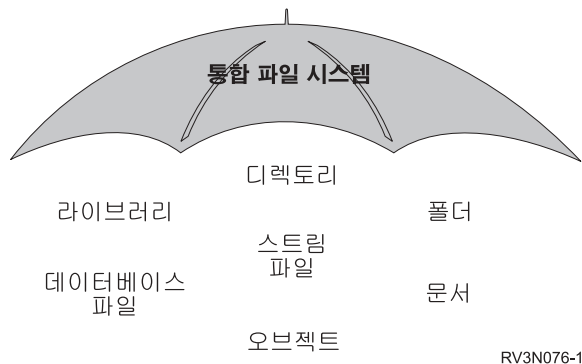 통합 파일 시스템
디렉토리
라이브러리
폴더
스트림
파일
데이터베이스
파일
문서
오브젝트
RV3N076-1